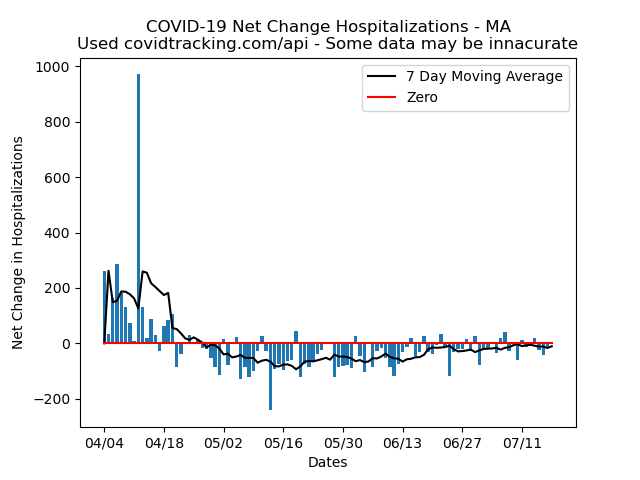 COVID-19 Net Change Hospitalizations - MA
Used covidtracking.com/api - Some data may be innacurate
7 Day Moving Average
Zero
Net Change in Hospitalizations
1000
800
600
400
200
0
−200
04/04 04/18 05/02 05/16 05/30 06/13 06/27 07/11
Dates